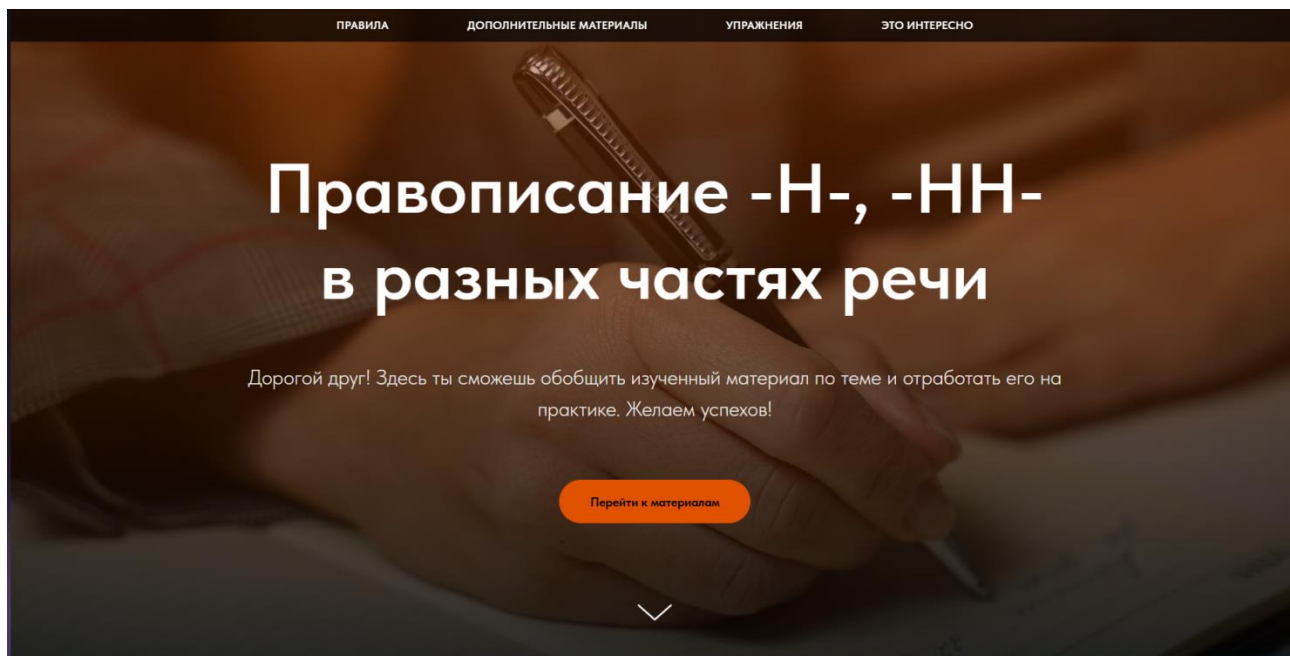 ПРАВИЛА ДОПОЛНИТЕЛЬНЫЕ МАТЕРИАЛЫ УПРАЖНЕНИЯ ЭТО ИНТЕРЕСНО
Правописание -Н-, -НН-
в разных частях речи
Дорогой друг! Здесь ты сможешь обобщить изученный материал по теме и отработать его на
практике. Желаем успехов!
Перейти к материалам